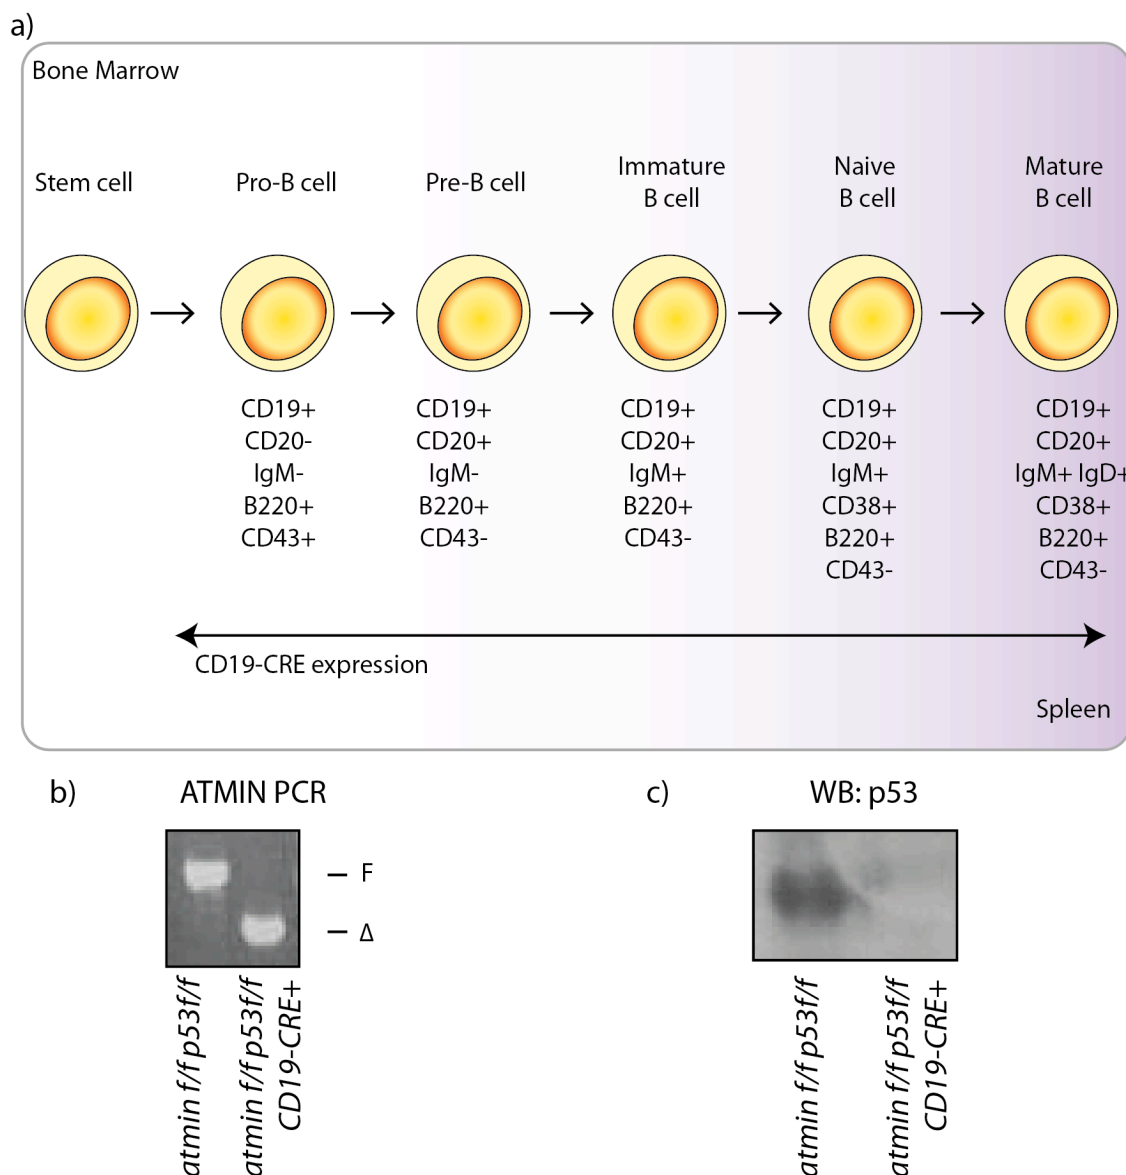 a)
Bone Marrow
Stem cell
Pro-B cell
Pre-B cell
Immature
B cell
Naive
B cell
Mature
B cell
CD19+
CD20-
IgM-
B220+
CD43+
CD19+
CD20+
IgM-
B220+
CD43-
CD19+
CD20+
IgM+
B220+
CD43-
CD19+
CD20+
IgM+
CD38+
B220+
CD43-
CD19+
CD20+
IgM+ IgD+
CD38+
B220+
CD43-
CD19-CRE expression
Spleen
b)
ATMIN PCR
F
Δ
atmin f/f p53f/f
atmin f/f p53f/f
CD19-CRE+
c)
WB: p53
atmin f/f p53f/f
atmin f/f p53f/f
CD19-CRE+